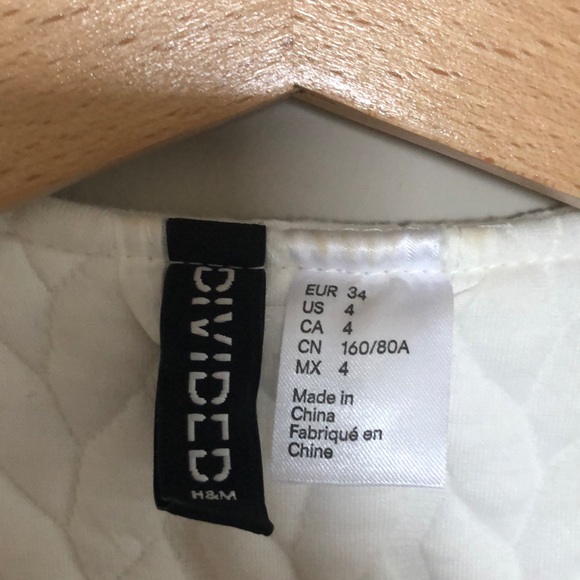 DIVIDED
H&M
EUR 34
US 4
CA 4
CN 160/80A
MX 4
Made in
China
Fabriqué en
Chine